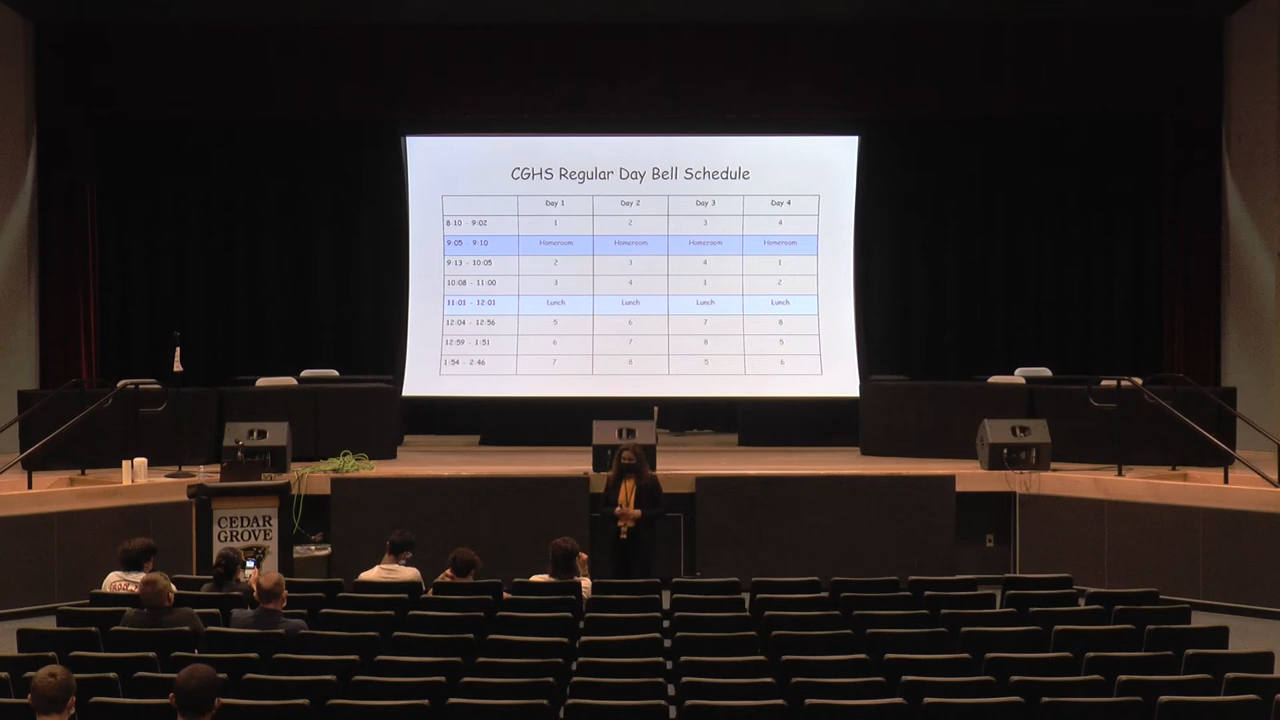 CGHS Regular Day Bell Schedule
Day 1 Day 2 Day 3 Day 4
8:10 - 9:02 1 2 3 4
9:05 - 9:10 Homeroom Homeroom Homeroom Homeroom
9:13 - 10:05 2 3 4 1
10:08 - 11:00 3 4 1 2
11:01 - 12:01 Lunch Lunch Lunch Lunch
12:04 - 12:56 5 6 7 8
12:59 - 1:51 6 7 8 5
1:54 - 2:46 7 8 5 6
CEDAR
GROVE